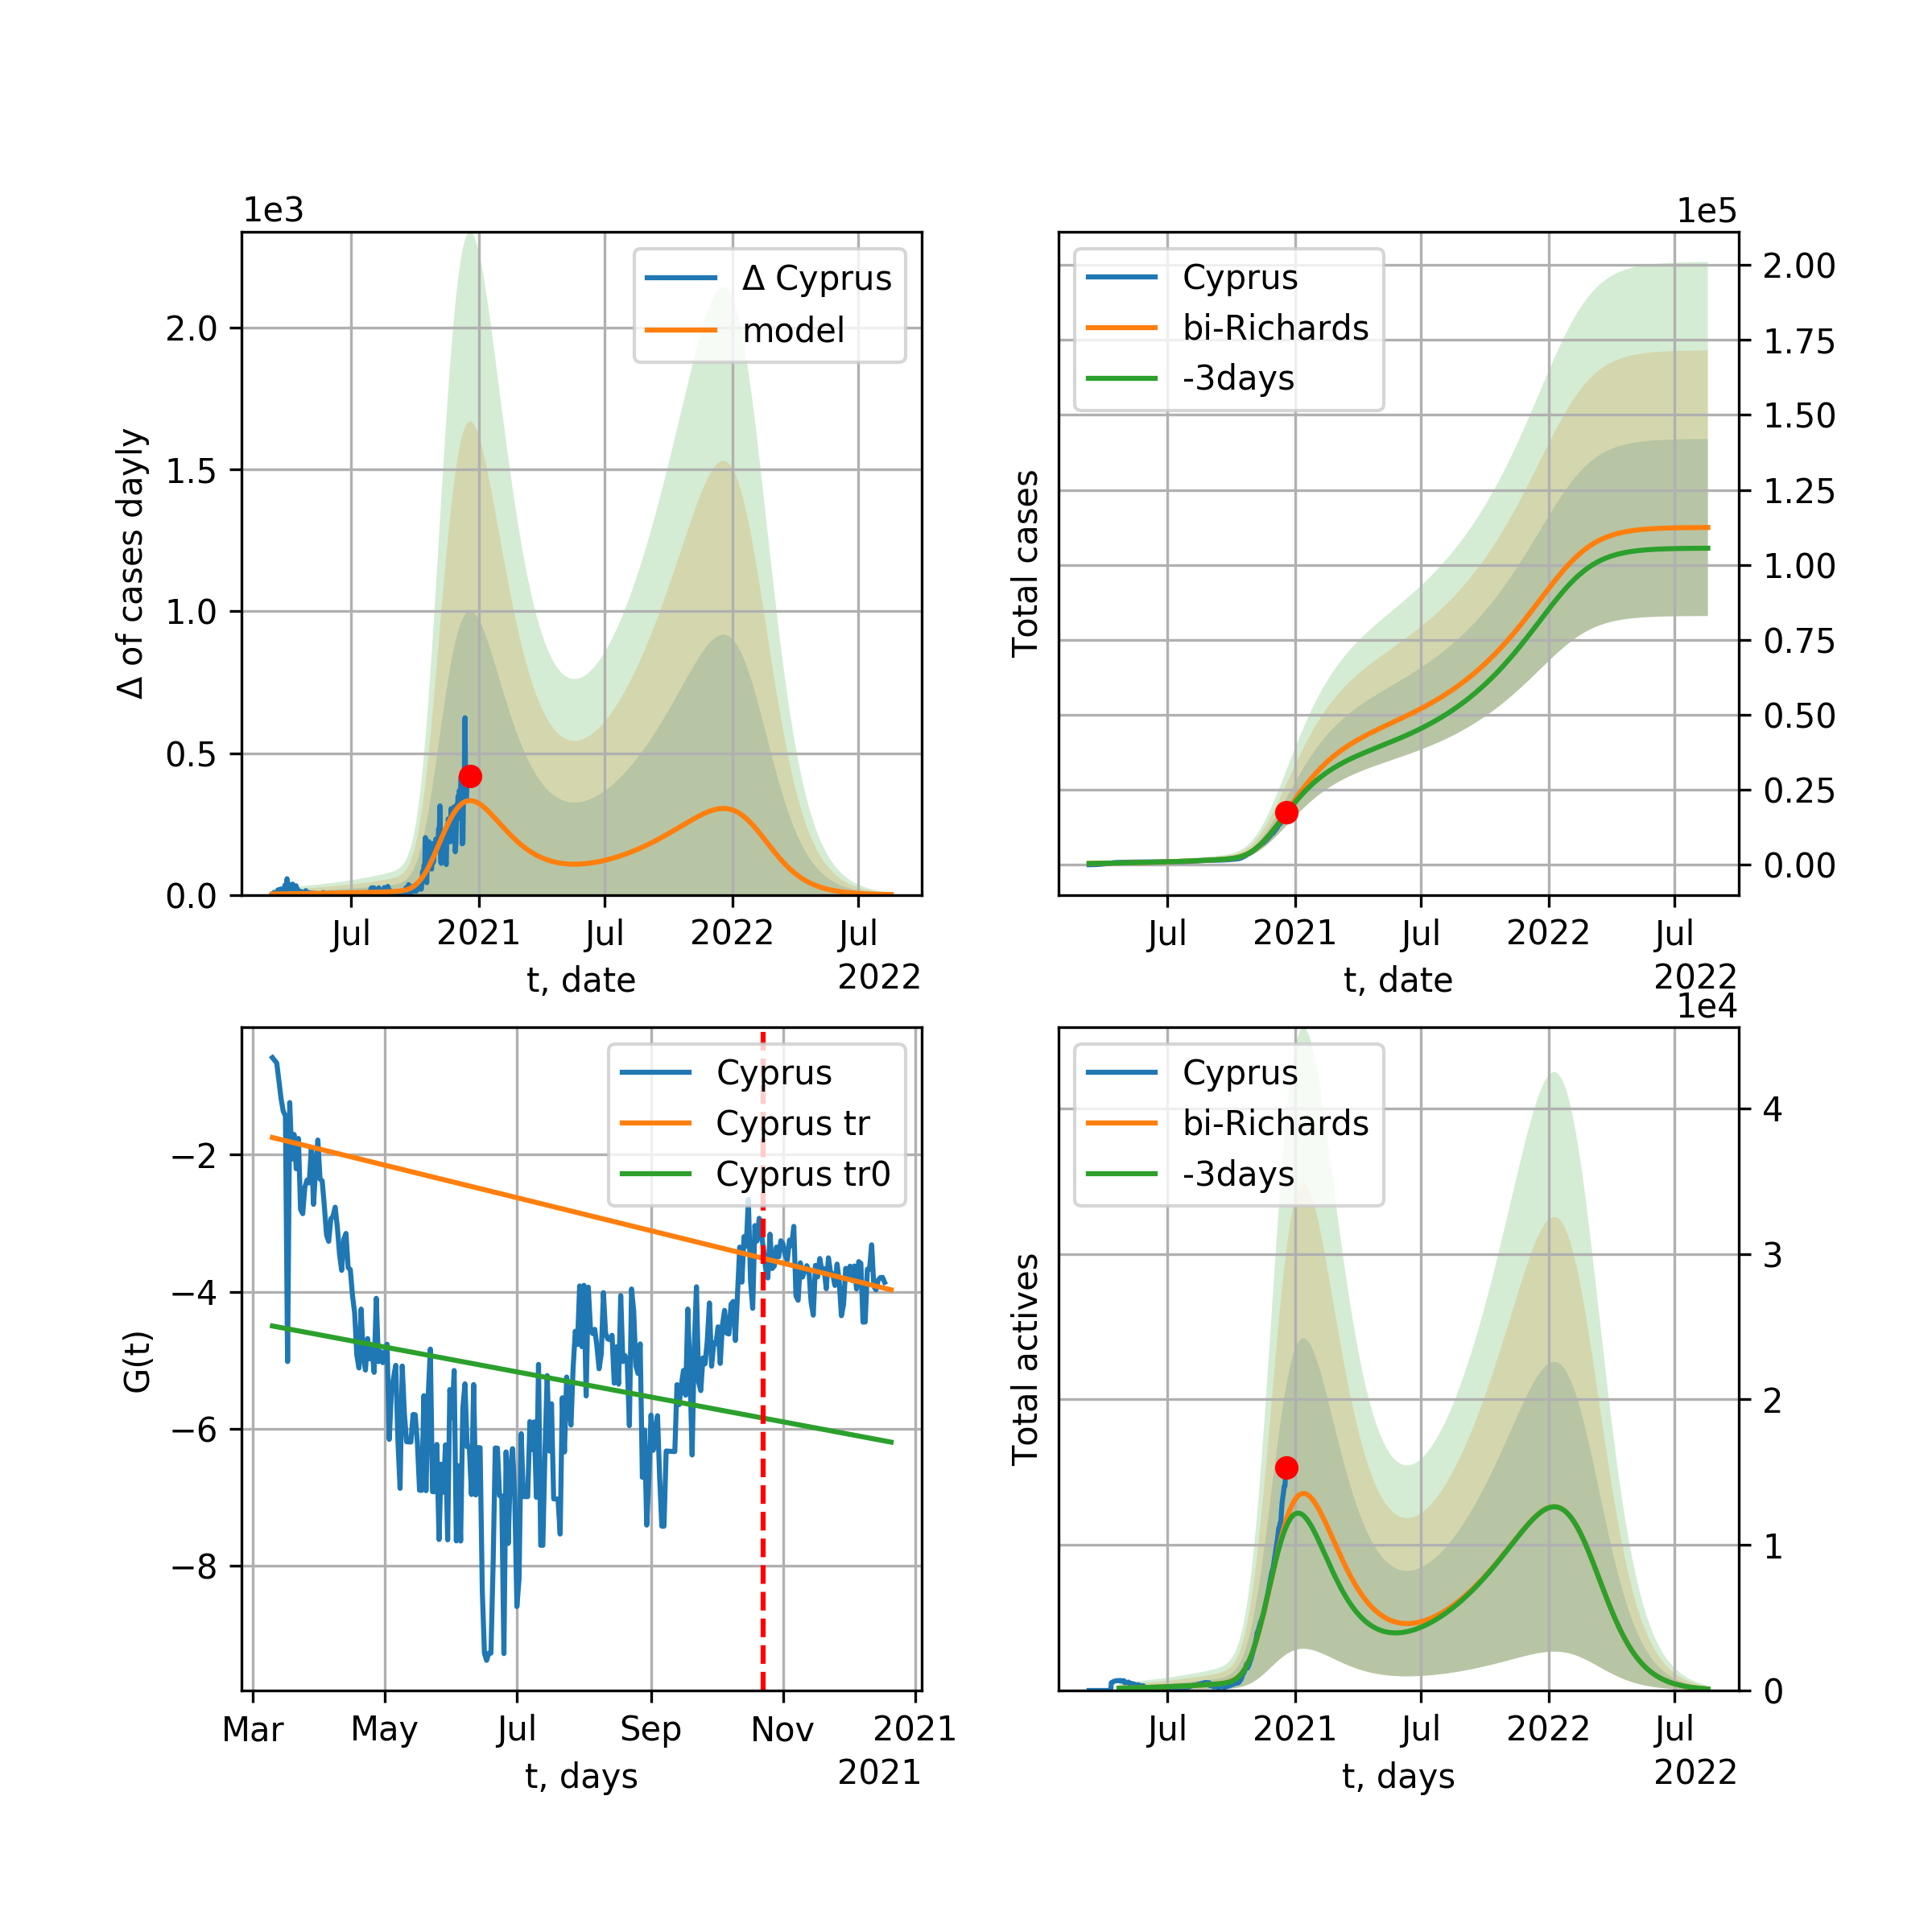 1e3
Δ of cases dayly
2.0
1.5
1.0
0.5
0.0
Δ Cyprus
model
Jul 2021 Jul 2022 Jul
2022
t, date
1e5
Total cases
Cyprus
bi-Richards
-3days
2.00
1.75
1.50
1.25
1.00
0.75
0.50
0.25
0.00
Jul 2021 Jul 2022 Jul
2022
t, date
G(t)
−2
−4
−6
−8
Cyprus
Cyprus tr
Cyprus tr0
Mar May Jul Sep Nov 2021
2021
t, days
1e4
Total actives
Cyprus
bi-Richards
-3days
4
3
2
1
0
Jul 2021 Jul 2022 Jul
2022
t, days